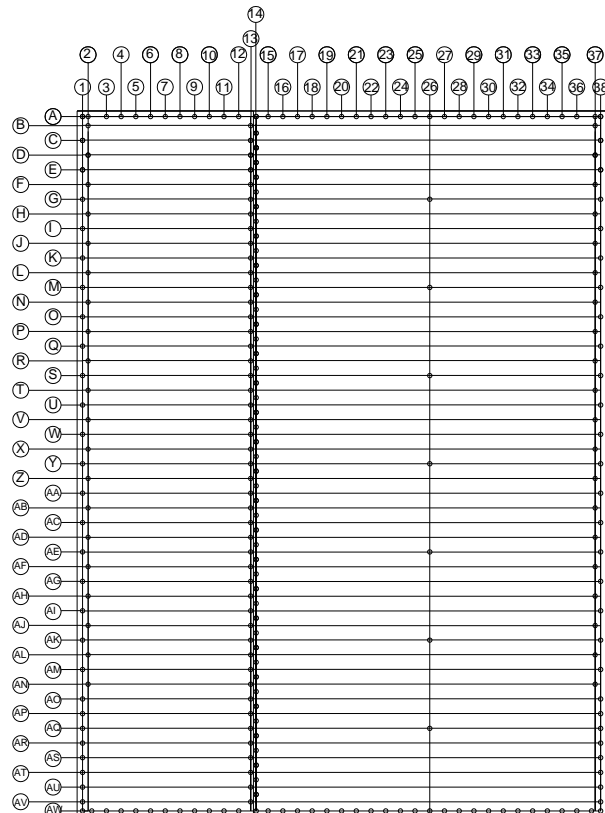 14
13
2 4 6 8 10 12 15 17 19 21 23 25 27 29 31 33 35 37
1 3 5 7 9 11 16 18 20 22 24 26 28 30 32 34 36 38
A
B
C
D
E
F
G
H
I
J
K
L
M
N
O
P
Q
R
S
T
U
V
W
X
Y
Z
AA
AB
AC
AD
AE
AF
AG
AH
AI
AJ
AK
AL
AM
AN
AO
AP
AQ
AR
AS
AT
AU
AV
AW